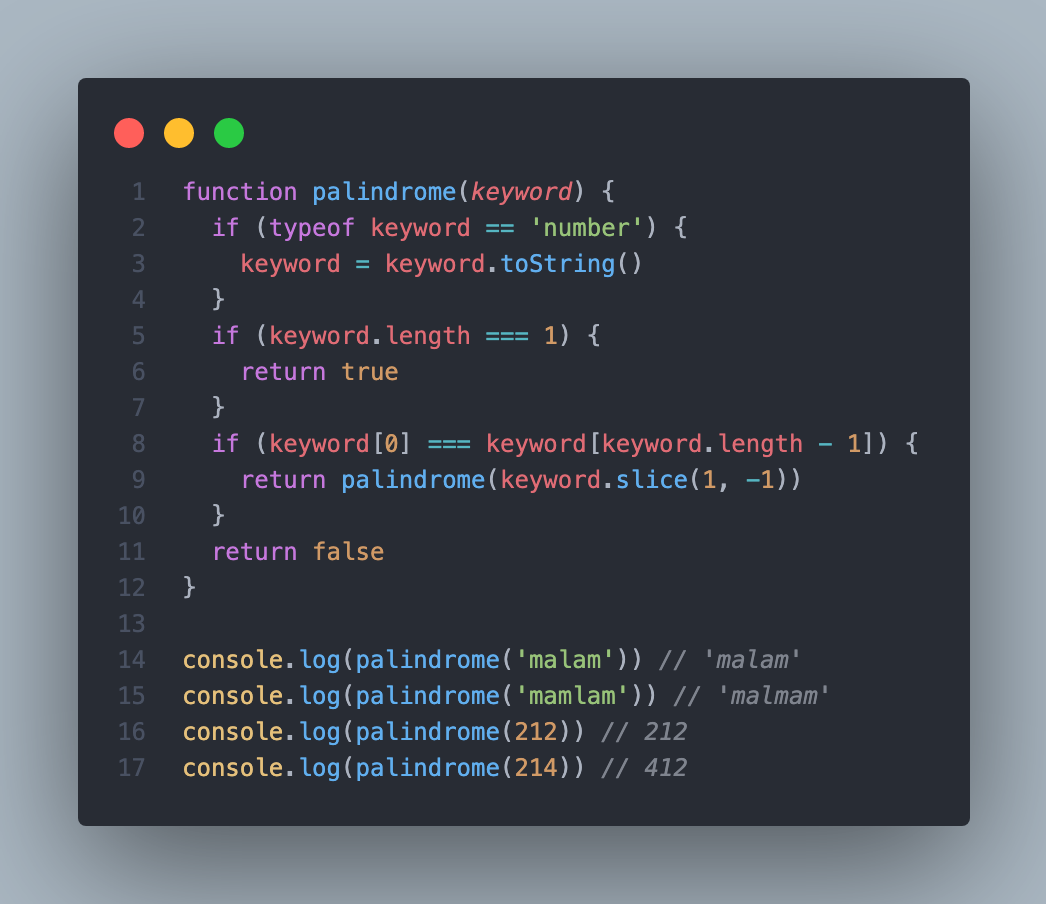 1 function palindrome(keyword) {
2   if (typeof keyword == 'number') {
3     keyword = keyword.toString()
4   }
5   if (keyword.length === 1) {
6     return true
7   }
8   if (keyword[0] === keyword[keyword.length - 1]) {
9     return palindrome(keyword.slice(1, -1))
10   }
11   return false
12 }
13
14 console.log(palindrome('malam')) // 'malam'
15 console.log(palindrome('mamlam')) // 'malmam'
16 console.log(palindrome(212)) // 212
17 console.log(palindrome(214)) // 412